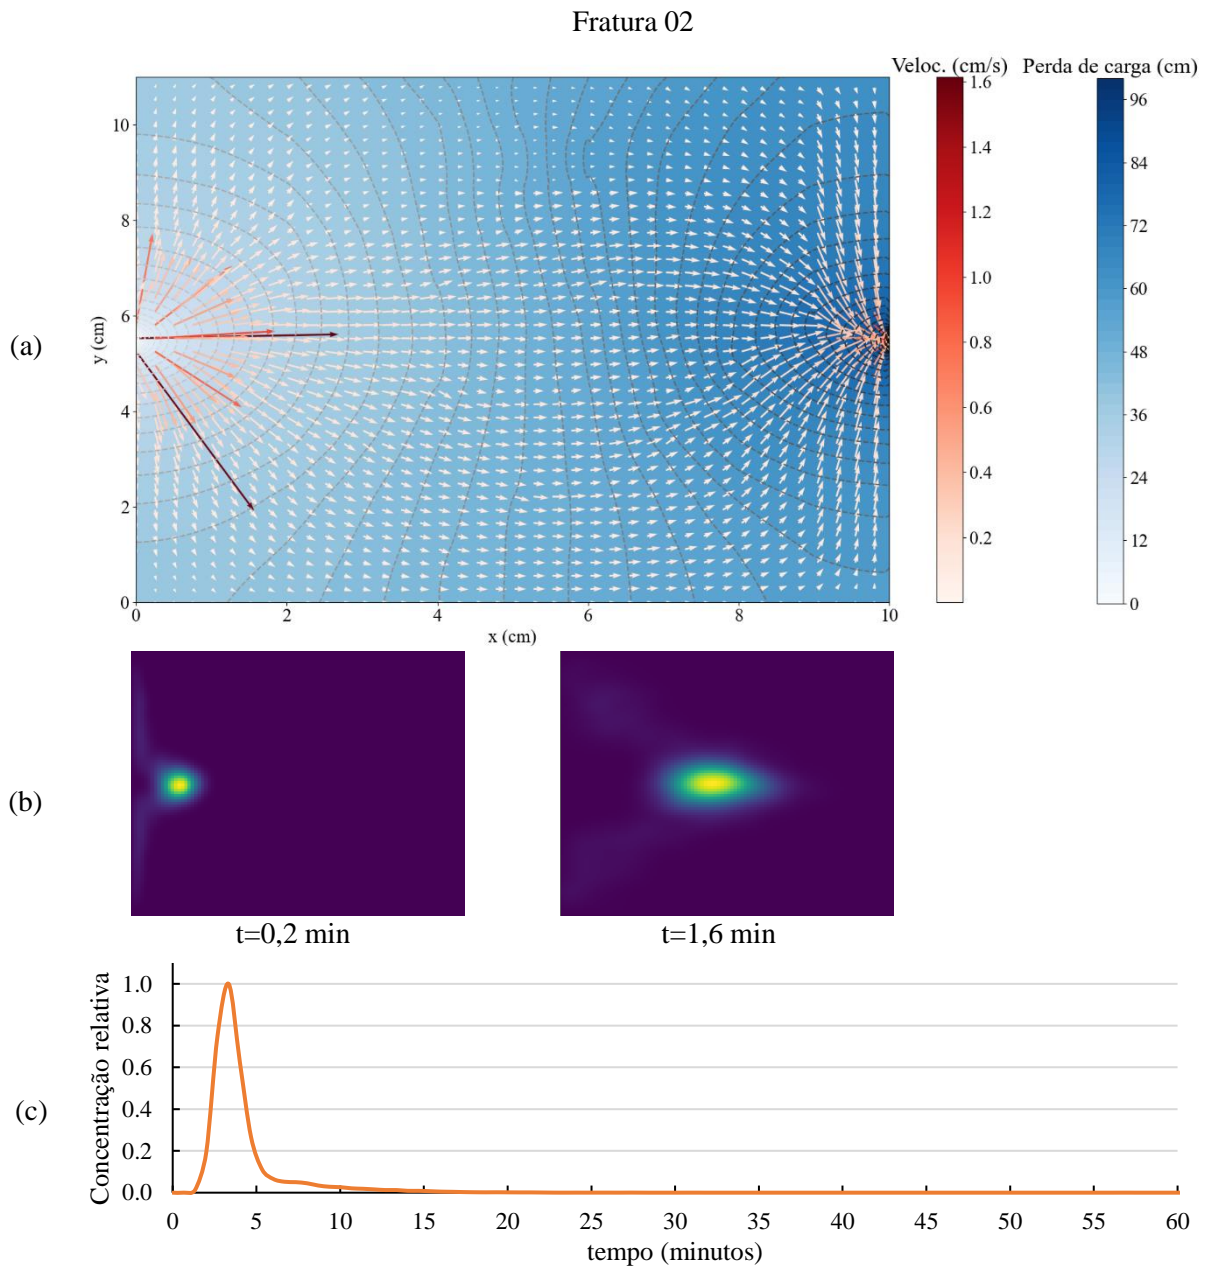 Fratura 02
Veloc. (cm/s) Perda de carga (cm)
(a)
y (cm)
10
8
6
4
2
0
0 2 4 6 8 10
x (cm)
1.6
1.4
1.2
1.0
0.8
0.6
0.4
0.2
96
84
72
60
48
36
24
12
0
(b)
t=0,2 min t=1,6 min
(c)
Concentração relativa
1.0
0.8
0.6
0.4
0.2
0.0
0 5 10 15 20 25 30 35 40 45 50 55 60
tempo (minutos)